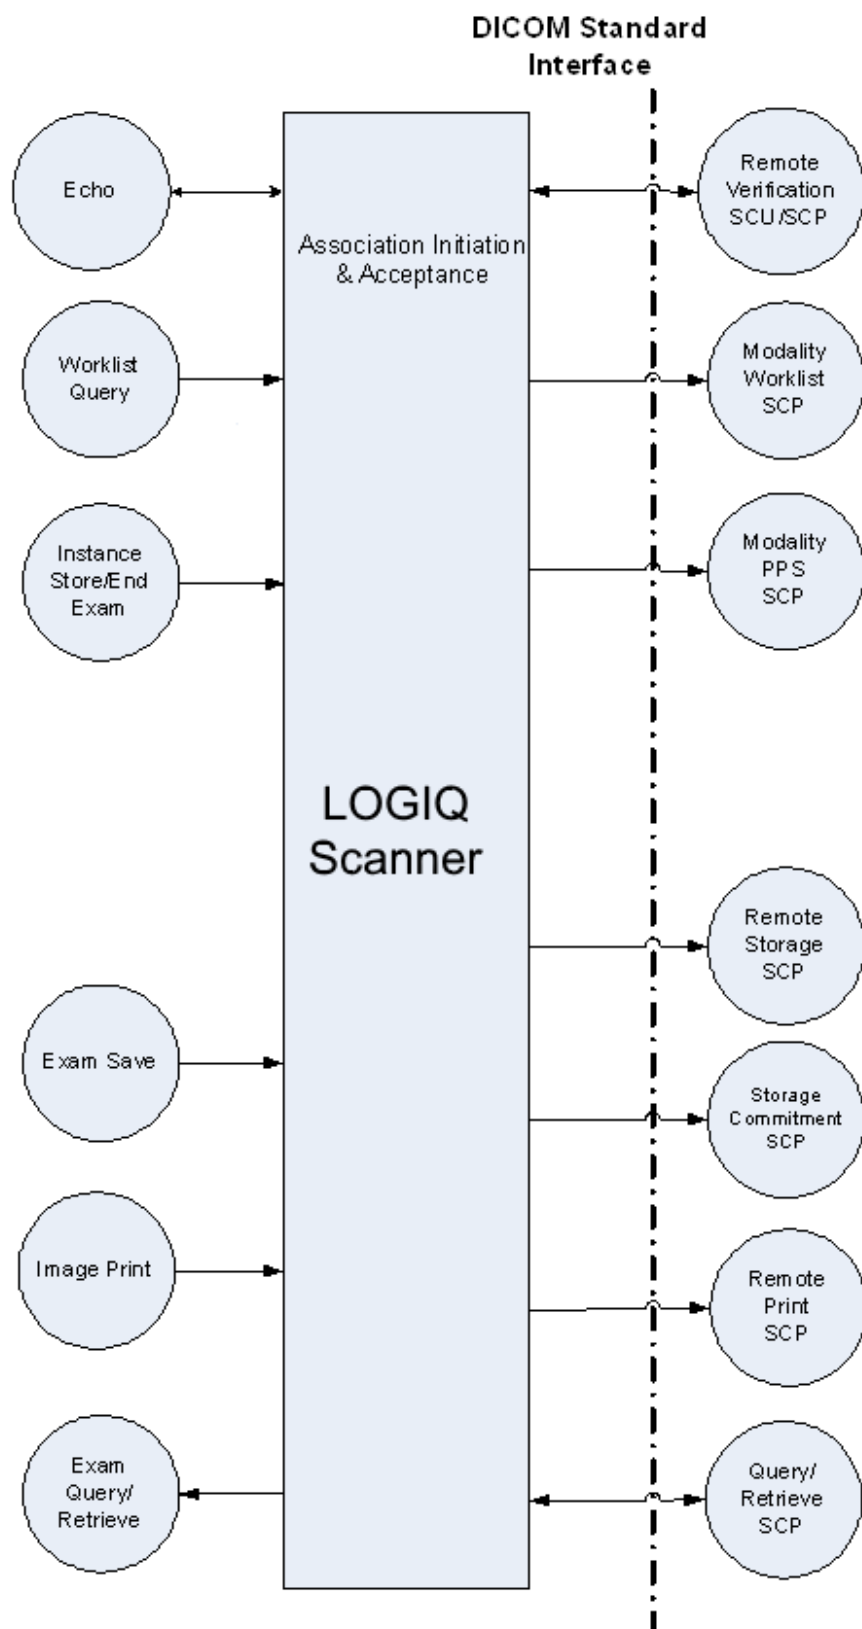 DICOM Standard
Interface
Echo
Remote
Verification
SCU/SCP
Association Initiation
& Acceptance
Worklist
Query
Modality
Worklist
SCP
Instance
Store/End
Exam
Modality
PPS
SCP
LOGIQ
Scanner
Remote
Storage
SCP
Exam Save
Storage
Commitment
SCP
Image Print
Remote
Print
SCP
Exam
Query/
Retrieve
Query/
Retrieve
SCP